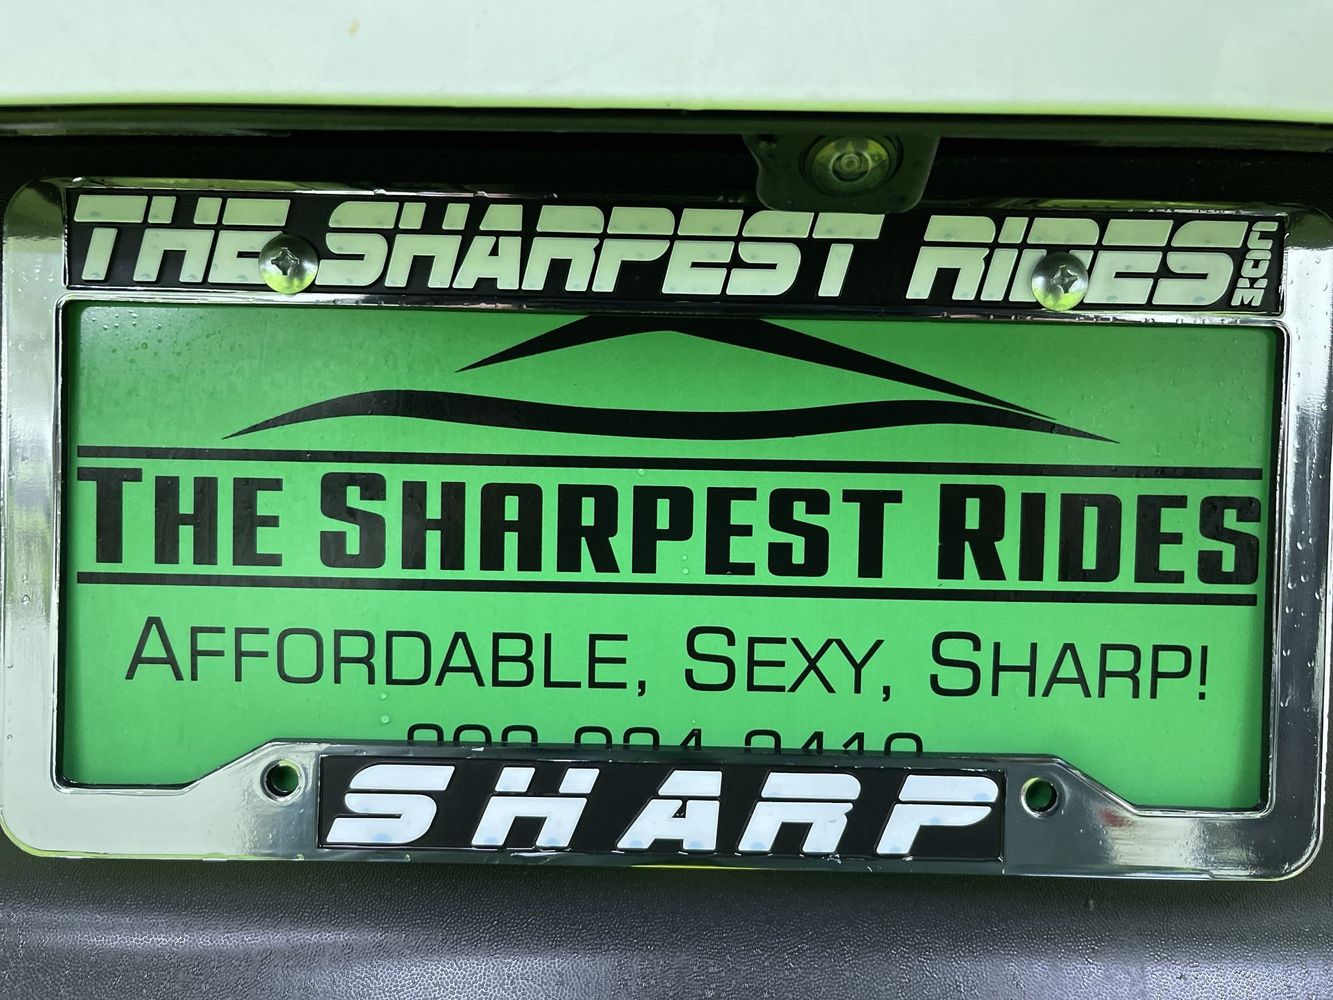 THE SHARPEST RIDES.COM
THE SHARPEST RIDES
AFFORDABLE, SEXY, SHARP!
SHARP